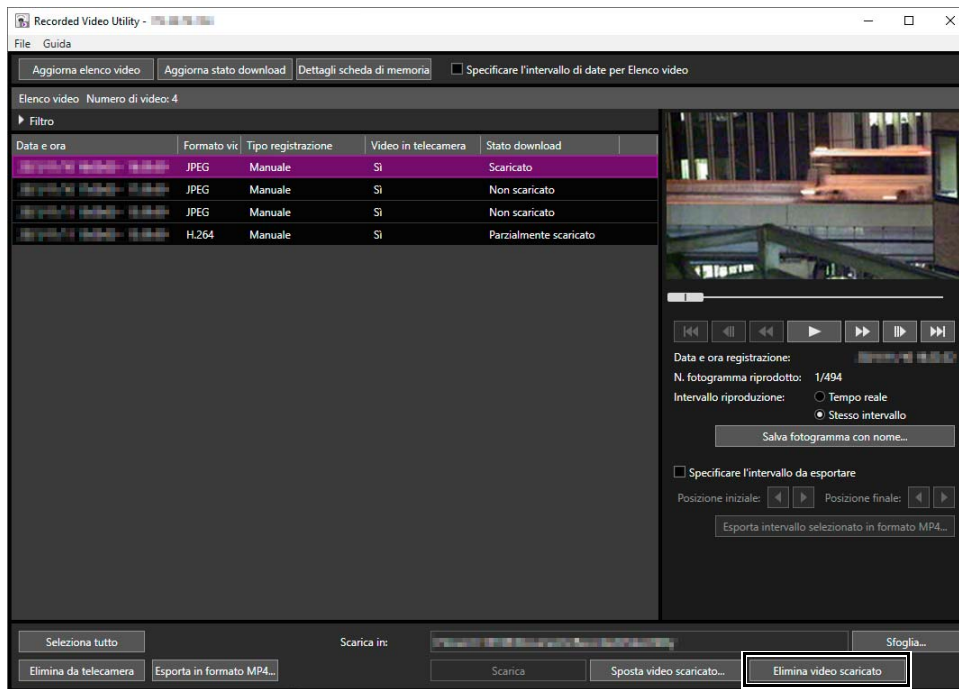 Recorded Video Utility -
File Guida
Aggiorna elenco video Aggiorna stato download Dettagli scheda di memoria Specificare l'intervallo di date per Elenco video
Elenco video Numero di video: 4
Filtro
Data e ora Formato vic Tipo registrazione Video in telecamera Stato download
JPEG Manuale Sì Scaricato
JPEG Manuale Sì Non scaricato
JPEG Manuale Sì Non scaricato
H.264 Manuale Sì Parzialmente scaricato
Data e ora registrazione:
N. fotogramma riprodotto: 1/494
Intervallo riproduzione: Tempo reale
Stesso intervallo
Salva fotogramma con nome...
Specificare l'intervallo da esportare
Posizione iniziale: Posizione finale:
Esporta intervallo selezionato in formato MP4...
Seleziona tutto Scarica in: Sfoglia...
Elimina da telecamera Esporta in formato MP4... Scarica Sposta video scaricato... Elimina video scaricato